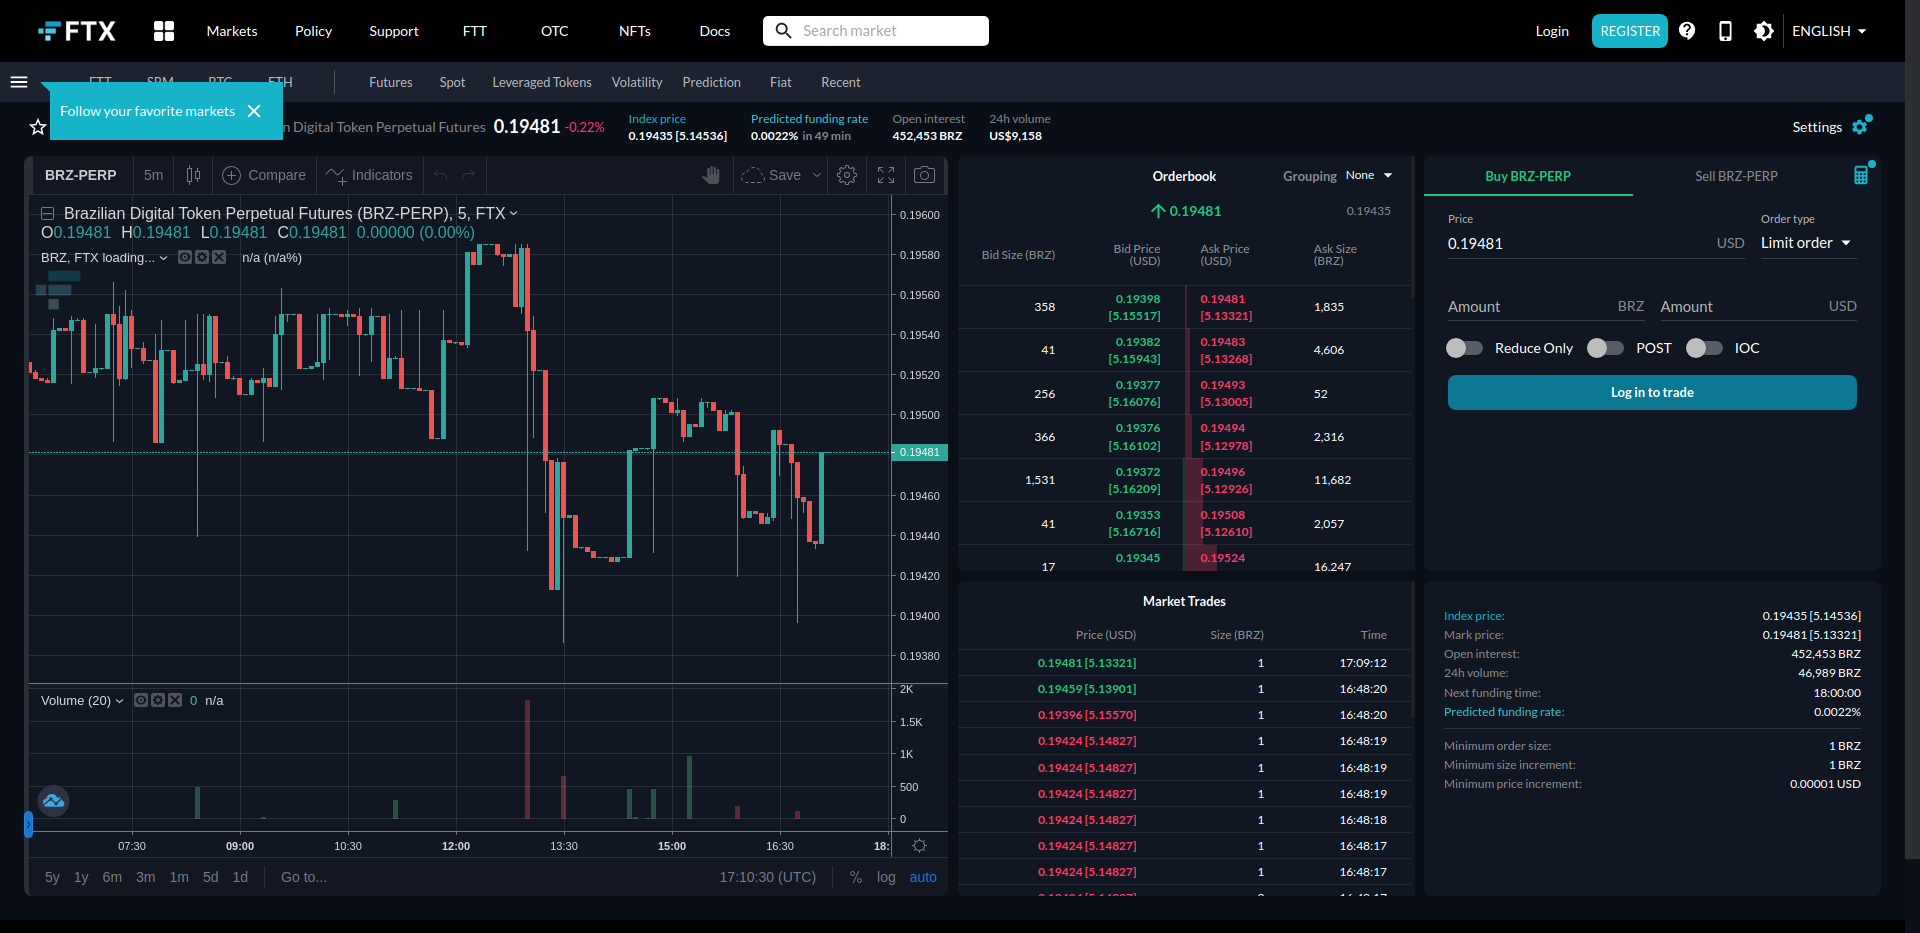 FTX
Markets
Policy
Support
FTT
OTC
NFTs
Docs
Search market
Login
REGISTER
ENGLISH
Futures
Spot
Leveraged Tokens
Volatility
Prediction
Fiat
Recent
Follow your favorite markets
n Digital Token Perpetual Futures
0.19481 -0.22%
Index price
0.19435 [5.14536]
Predicted funding rate
0.0022% in 49 min
Open interest
452,453 BRZ
24h volume
US$9,158
Settings
BRZ-PERP
5m
Compare
Indicators
Save
Brazilian Digital Token Perpetual Futures (BRZ-PERP), 5, FTX
O0.19481 H0.19481 L0.19481 C0.19481 0.00000 (0.00%)
BRZ, FTX loading...
n/a (n/a%)
0.19600
0.19580
0.19560
0.19540
0.19520
0.19500
0.19481
0.19460
0.19440
0.19420
0.19400
0.19380
Volume (20)
0 n/a
2K
1.5K
1K
500
0
07:30 09:00 10:30 12:00 13:30 15:00 16:30 18:
5y 1y 6m 3m 1m 5d 1d Go to...
17:10:30 (UTC) % log auto
Orderbook
Grouping None
0.19481
0.19435
Bid Size (BRZ)
Bid Price
(USD)
Ask Price
(USD)
Ask Size
(BRZ)
358 0.19398 [5.15517] 0.19481 [5.13321] 1,835
41 0.19382 [5.15943] 0.19483 [5.13268] 4,606
256 0.19377 [5.16076] 0.19493 [5.13005] 52
366 0.19376 [5.16102] 0.19494 [5.12978] 2,316
1,531 0.19372 [5.16209] 0.19496 [5.12926] 11,682
41 0.19353 [5.16716] 0.19508 [5.12610] 2,057
17 0.19345 0.19524 16,247
Market Trades
Price (USD) Size (BRZ) Time
0.19481 [5.13321] 1 17:09:12
0.19459 [5.13901] 1 16:48:20
0.19396 [5.15570] 1 16:48:20
0.19424 [5.14827] 1 16:48:19
0.19424 [5.14827] 1 16:48:19
0.19424 [5.14827] 1 16:48:19
0.19424 [5.14827] 1 16:48:18
0.19424 [5.14827] 1 16:48:17
0.19424 [5.14827] 1 16:48:17
Buy BRZ-PERP
Sell BRZ-PERP
Price
Order type
0.19481 USD
Limit order
Amount BRZ
Amount USD
Reduce Only
POST
IOC
Log in to trade
Index price: 0.19435 [5.14536]
Mark price: 0.19481 [5.13321]
Open interest: 452,453 BRZ
24h volume: 46,989 BRZ
Next funding time: 18:00:00
Predicted funding rate: 0.0022%
Minimum order size: 1 BRZ
Minimum size increment: 1 BRZ
Minimum price increment: 0.00001 USD